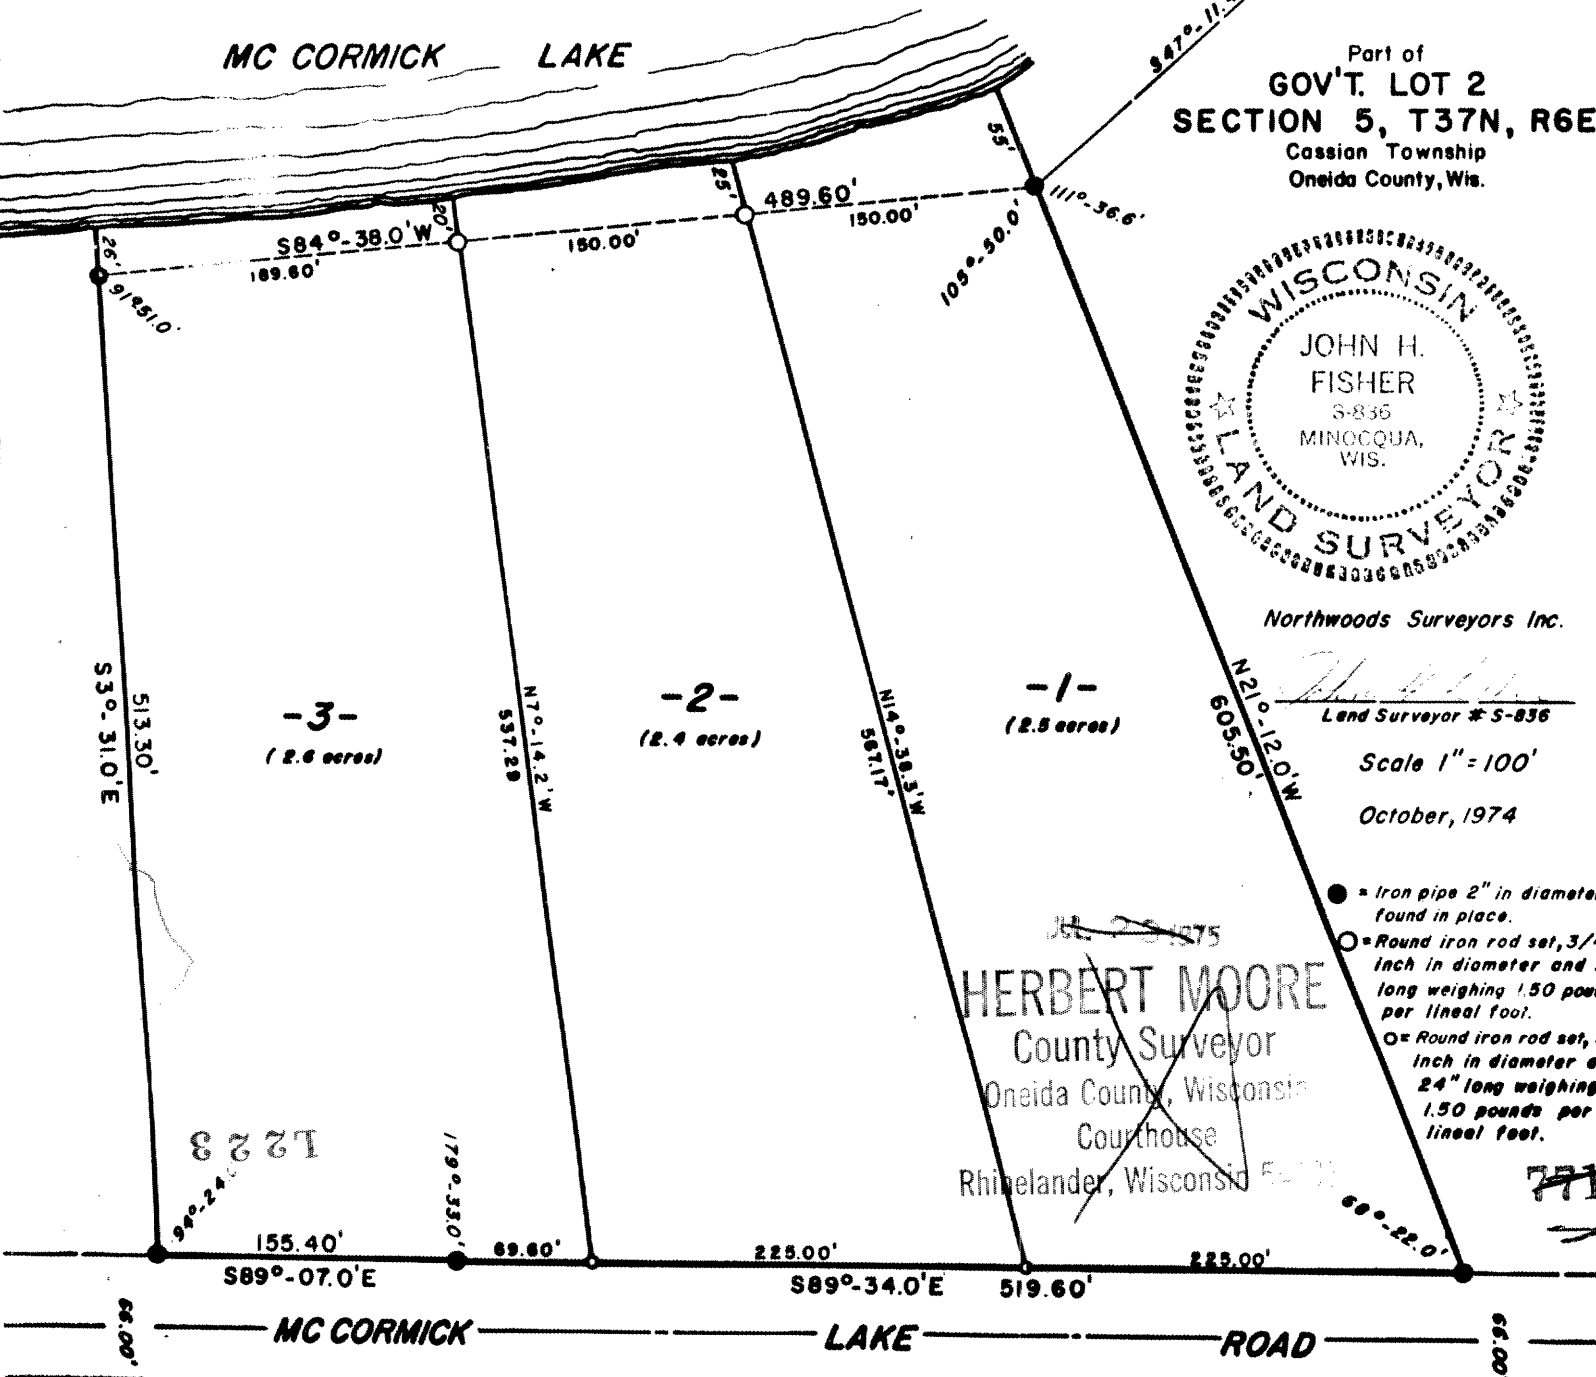 MC CORMICK LAKE
Part of
GOV'T. LOT 2
SECTION 5, T37N, R6E
Cassian Township
Oneida County, Wis.
55'
25'
20'
26'
489.60'
150.00'
150.00'
S84°-38.0'W
189.60'
111°-36.6'
105°-50.0'
91°51.0'
WISCONSIN
LAND SURVEYOR
JOHN H.
FISHER
S-836
MINOCQUA,
WIS.
Northwoods Surveyors Inc.
Land Surveyor # S-836
Scale 1"=100'
October, 1974
S3°-31.0'E
513.30'
-3-
(2.6 acres)
N7°-14.2'W
537.29
-2-
(2.4 acres)
N14°-38.3'W
567.17'
-1-
(2.5 acres)
N21°-12.0'W
605.50'
= Iron pipe 2" in
found in place.
= Round iron rod set,
inch in diameter and
long weighing 1.50
per lineal foot.
= Round iron rod set,
inch in diameter
24" long weighing
1.50 pounds per
lineal foot.
1975
HERBERT MOORE
County Surveyor
Oneida County, Wisconsin
Courthouse
Rhinelander, Wisconsin
1223
771
179°-33.0'
68°-22.0'
155.40'
69.60'
225.00'
225.00'
S89°-07.0'E
S89°-34.0'E 519.60'
66.00'
66.00
MC CORMICK LAKE ROAD